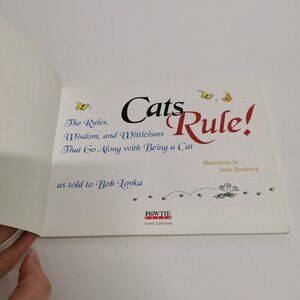 Cats
Rule!
The Rules,
Wisdom, and Witticisms
That Go Along with Being a Cat
Illustrations by
Setsu Broderick
as told to Bob Lovka
BOWTIE
PRESS
Irvine, California